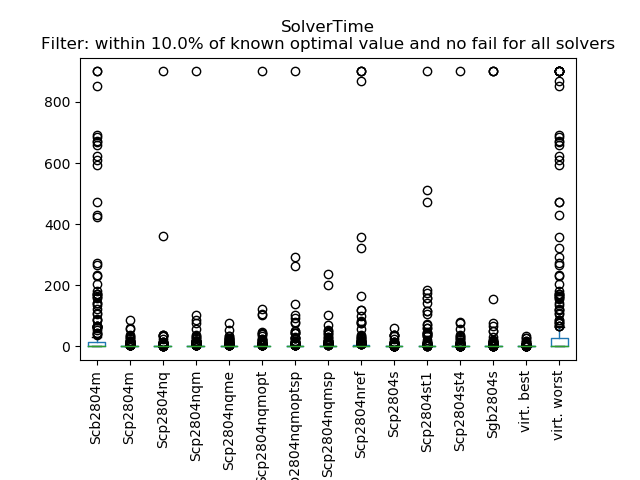 SolverTime
Filter: within 10.0% of known optimal value and no fail for all solvers
800
600
400
200
0
Scb2804m
Scp2804m
Scp2804nq
Scp2804nqm
Scp2804nqme
Scp2804nqmopt
p2804nqmoptsp
Scp2804nqmsp
Scp2804nref
Scp2804s
Scp2804st1
Scp2804st4
Sgb2804s
virt. best
virt. worst